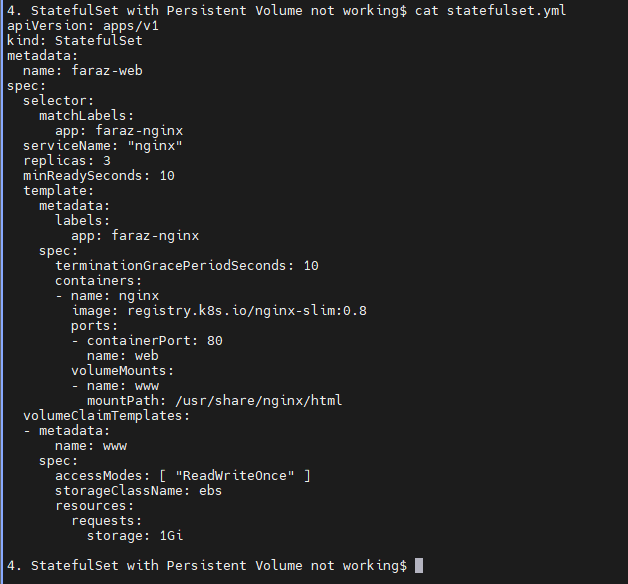 4. StatefulSet with Persistent Volume not working$ cat statefulset.yml
apiVersion: apps/v1
kind: StatefulSet
metadata:
  name: faraz-web
spec:
  selector:
    matchLabels:
      app: faraz-nginx
  serviceName: "nginx"
  replicas: 3
  minReadySeconds: 10
  template:
    metadata:
      labels:
        app: faraz-nginx
    spec:
      terminationGracePeriodSeconds: 10
      containers:
      - name: nginx
        image: registry.k8s.io/nginx-slim:0.8
        ports:
        - containerPort: 80
          name: web
        volumeMounts:
        - name: www
          mountPath: /usr/share/nginx/html
  volumeClaimTemplates:
  - metadata:
      name: www
    spec:
      accessModes: [ "ReadWriteOnce" ]
      storageClassName: ebs
      resources:
        requests:
          storage: 1Gi
4. StatefulSet with Persistent Volume not working$